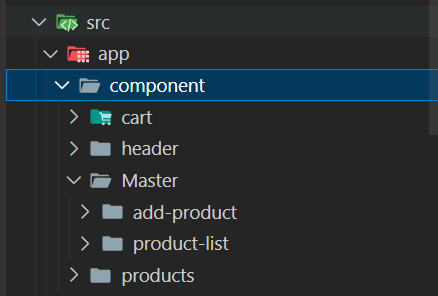 src
app
component
cart
header
Master
add-product
product-list
products